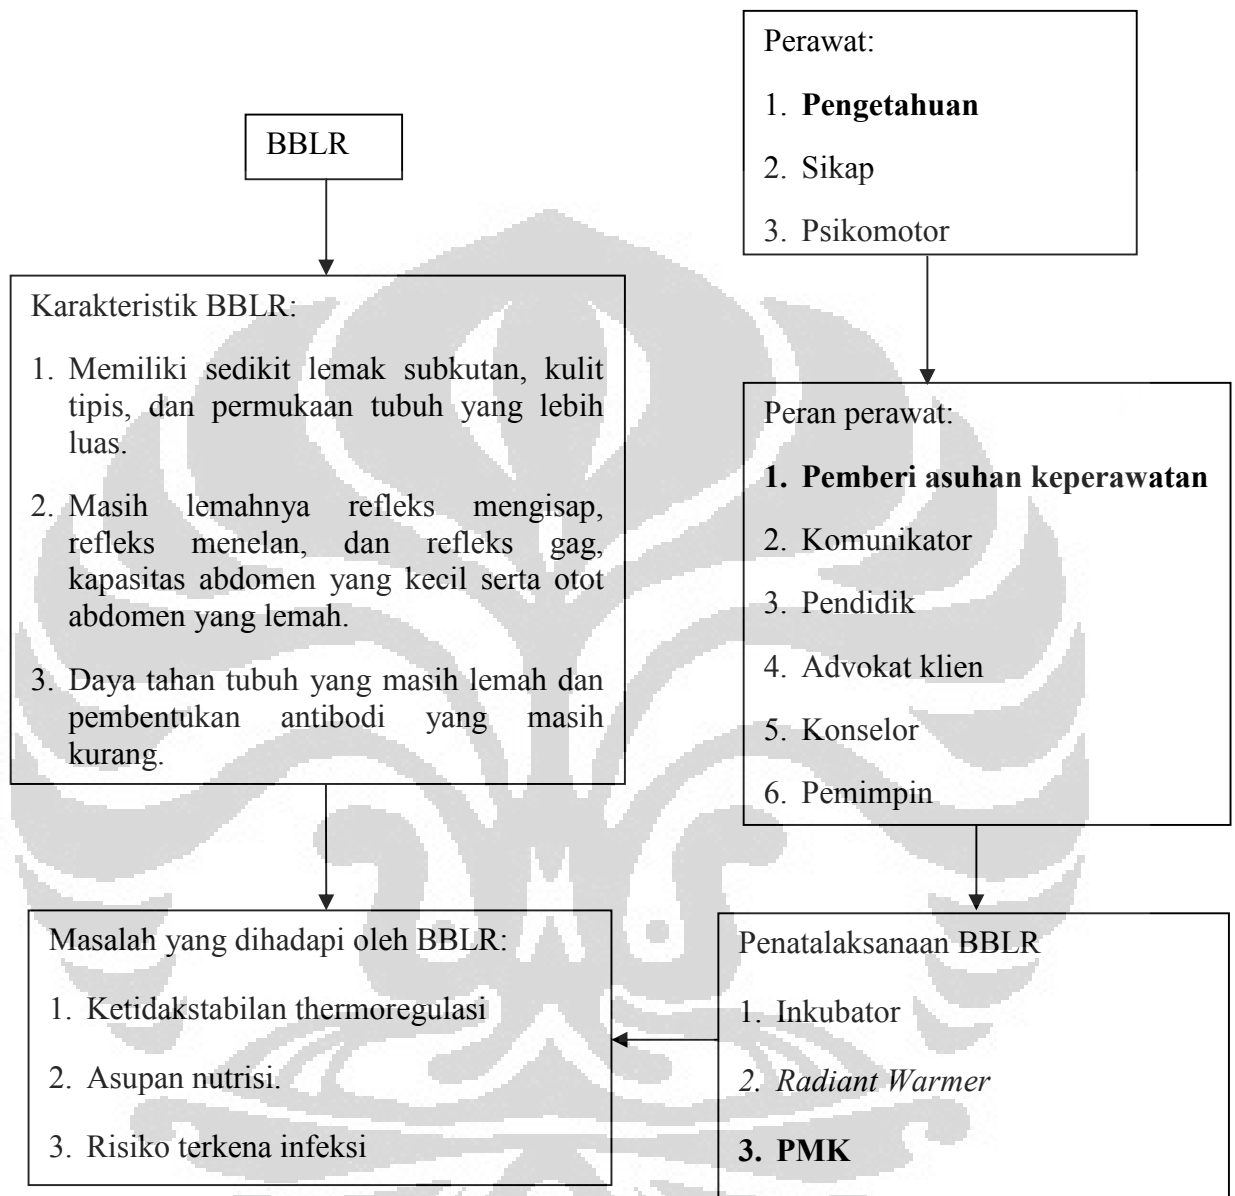 BBLR
Karakteristik BBLR:
1. Memiliki sedikit lemak subkutan, kulit
tipis, dan permukaan tubuh yang lebih
luas.
2. Masih lemahnya refleks mengisap,
refleks menelan, dan refleks gag,
kapasitas abdomen yang kecil serta otot
abdomen yang lemah.
3. Daya tahan tubuh yang masih lemah dan
pembentukan antibodi yang masih
kurang.
Masalah yang dihadapi oleh BBLR:
1. Ketidakstabilan thermoregulasi
2. Asupan nutrisi.
3. Risiko terkena infeksi
Perawat:
1. Pengetahuan
2. Sikap
3. Psikomotor
Peran perawat:
1. Pemberi asuhan keperawatan
2. Komunikator
3. Pendidik
4. Advokat klien
5. Konselor
6. Pemimpin
Penatalaksanaan BBLR
1. Inkubator
2. Radiant Warmer
3. PMK